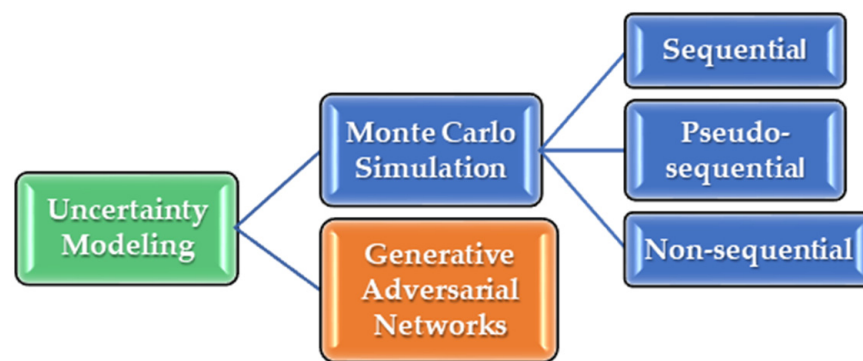 Uncertainty
Modeling
Monte Carlo
Simulation
Generative
Adversarial
Networks
Sequential
Pseudo-
sequential
Non-sequential